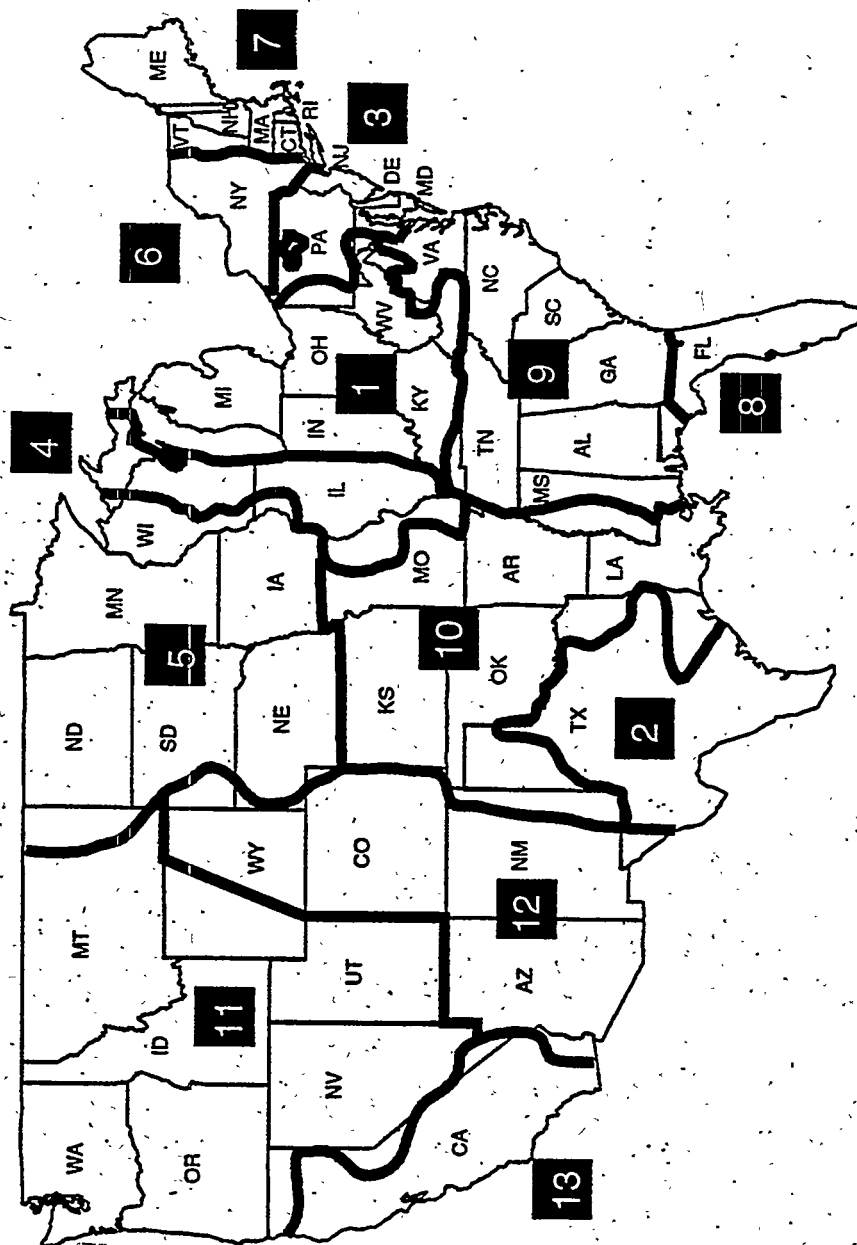 WA
MT
ND
MN
ME
VT
NH
MA
CT
RI
7
OR
ID
11
WY
SD
5
WI
4
MI
NY
6
3
NJ
DE
MD
PA
NV
UT
CO
NE
IA
IL
IN
OH
1
WV
VA
KY
CA
13
AZ
12
NM
KS
10
MO
OK
AR
TN
NC
SC
9
TX
2
LA
MS
AL
GA
FL
8